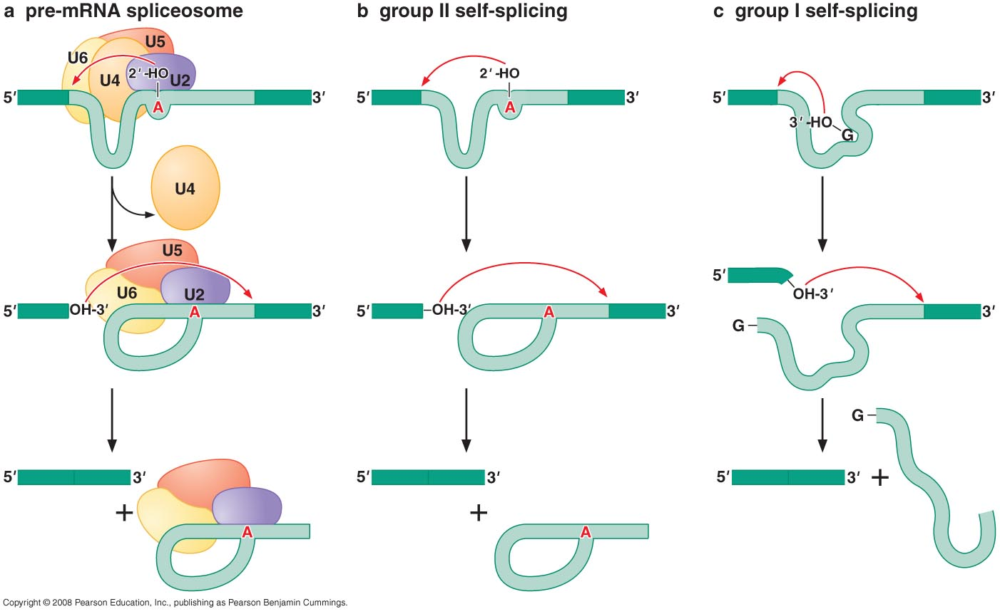 a pre-mRNA spliceosome
b group II self-splicing
c group I self-splicing
U5
U6
2′-HO
U4
U2
5′
A
3′
2′-HO
5′
A
3′
5′
3′
3′-HO
G
U4
U5
U6
U2
5′
OH-3′
A
3′
5′
OH-3′
A
3′
5′
OH-3′
3′
G
5′
3′
+
A
5′
3′
+
A
G
5′
3′
+
Copyright © 2008 Pearson Education, Inc., publishing as Pearson Benjamin Cummings.